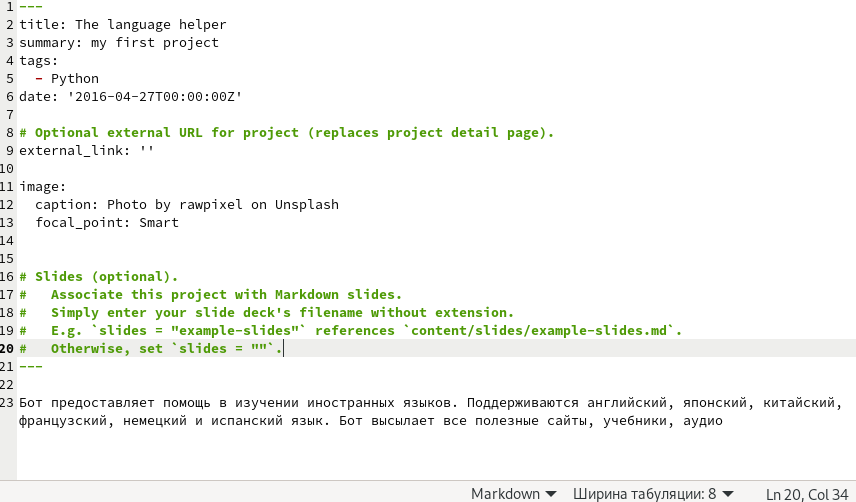 1 ---
2 title: The language helper
3 summary: my first project
4 tags:
5   - Python
6 date: '2016-04-27T00:00:00Z'
7
8 # Optional external URL for project (replaces project detail page).
9 external_link: ''
10
11 image:
12   caption: Photo by rawpixel on Unsplash
13   focal_point: Smart
14
15
16 # Slides (optional).
17 #   Associate this project with Markdown slides.
18 #   Simply enter your slide deck's filename without extension.
19 #   E.g. `slides = "example-slides"` references `content/slides/example-slides.md`.
20 #   Otherwise, set `slides = ""`.
21 ---
22
23 Бот предоставляет помощь в изучении иностранных языков. Поддерживаются английский, японский, китайский,
французский, немецкий и испанский язык. Бот высылает все полезные сайты, учебники, аудио
Markdown Ширина табуляции: 8 Ln 20, Col 34